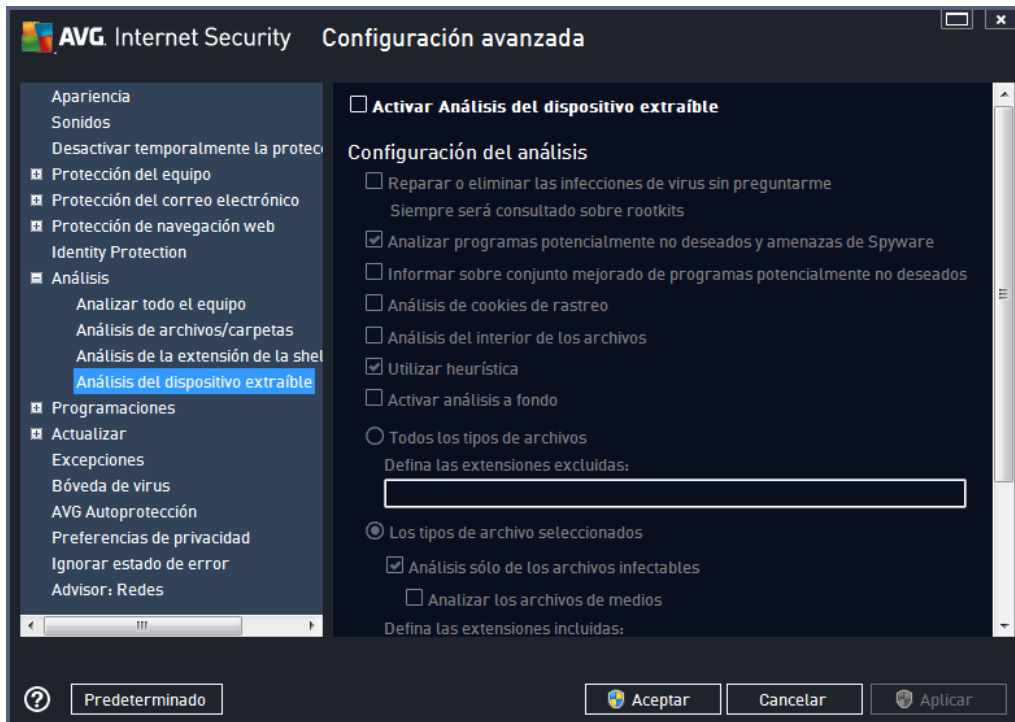 AVG. Internet Security Configuración avanzada
Apariencia
Sonidos
Desactivar temporalmente la protec
Protección del equipo
Protección del correo electrónico
Protección de navegación web
Identity Protection
Análisis
Analizar todo el equipo
Análisis de archivos/carpetas
Análisis de la extensión de la shel
Análisis del dispositivo extraíble
Programaciones
Actualizar
Excepciones
Bóveda de virus
AVG Autoprotección
Preferencias de privacidad
Ignorar estado de error
Advisor: Redes
Activar Análisis del dispositivo extraíble
Configuración del análisis
Reparar o eliminar las infecciones de virus sin preguntarme
Siempre será consultado sobre rootkits
Analizar programas potencialmente no deseados y amenazas de Spyware
Informar sobre conjunto mejorado de programas potencialmente no deseados
Análisis de cookies de rastreo
Análisis del interior de los archivos
Utilizar heurística
Activar análisis a fondo
Todos los tipos de archivos
Defina las extensiones excluidas:
Los tipos de archivo seleccionados
Análisis sólo de los archivos infectables
Analizar los archivos de medios
Defina las extensiones incluidas:
Predeterminado
Aceptar
Cancelar
Aplicar